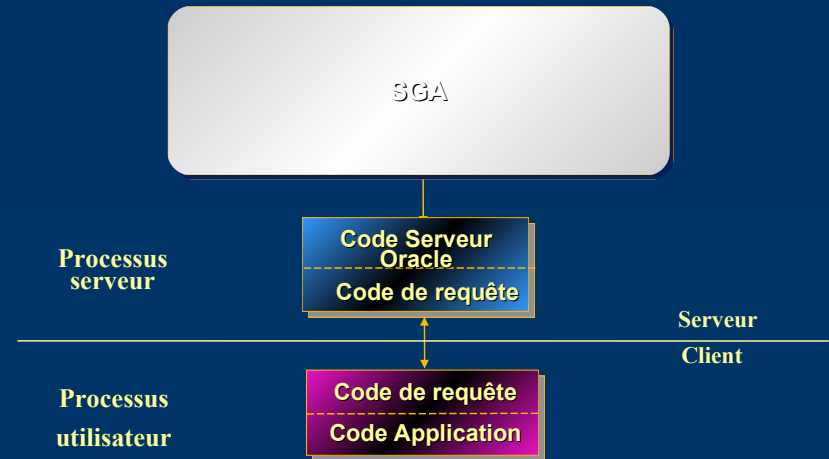 SGA
Processus
serveur
Code Serveur
Oracle
Code de requête
Serveur
Client
Processus
utilisateur
Code de requête
Code Application